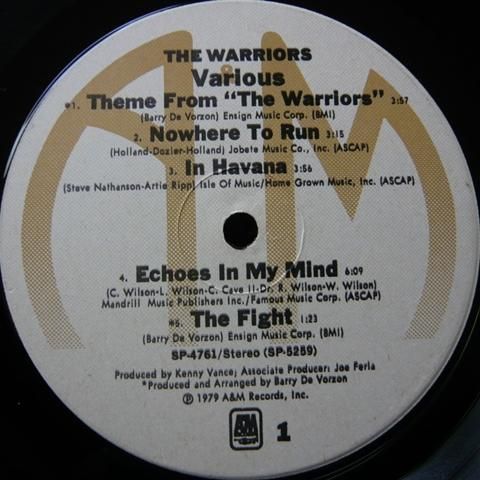 THE WARRIORS
Various
*1. Theme From "The Warriors" 3:57
(Barry De Vorzon) Ensign Music Corp. (BMI)
2. Nowhere To Run 3:15
(Holland-Dozier-Holland) Jobete Music Co., Inc. (ASCAP)
3. In Havana 3:56
(Steve Nathanson-Artie Ripp) Isle Of Music/Home Grown Music, Inc. (ASCAP)
4. Echoes In My Mind 6:09
(C. Wilson-L. Wilson-C. Cave II-Dr. R. Wilson-W. Wilson)
Mandrill Music Publishers Inc./Famous Music Corp. (ASCAP)
*5. The Fight 1:23
(Barry De Vorzon) Ensign Music Corp. (BMI)
SP-4761/Stereo (SP-5259)
Produced by Kenny Vance; Associate Producer: Joe Ferla
*Produced and Arranged by Barry De Vorzon
℗ 1979 A&M Records, Inc.
A&M 1